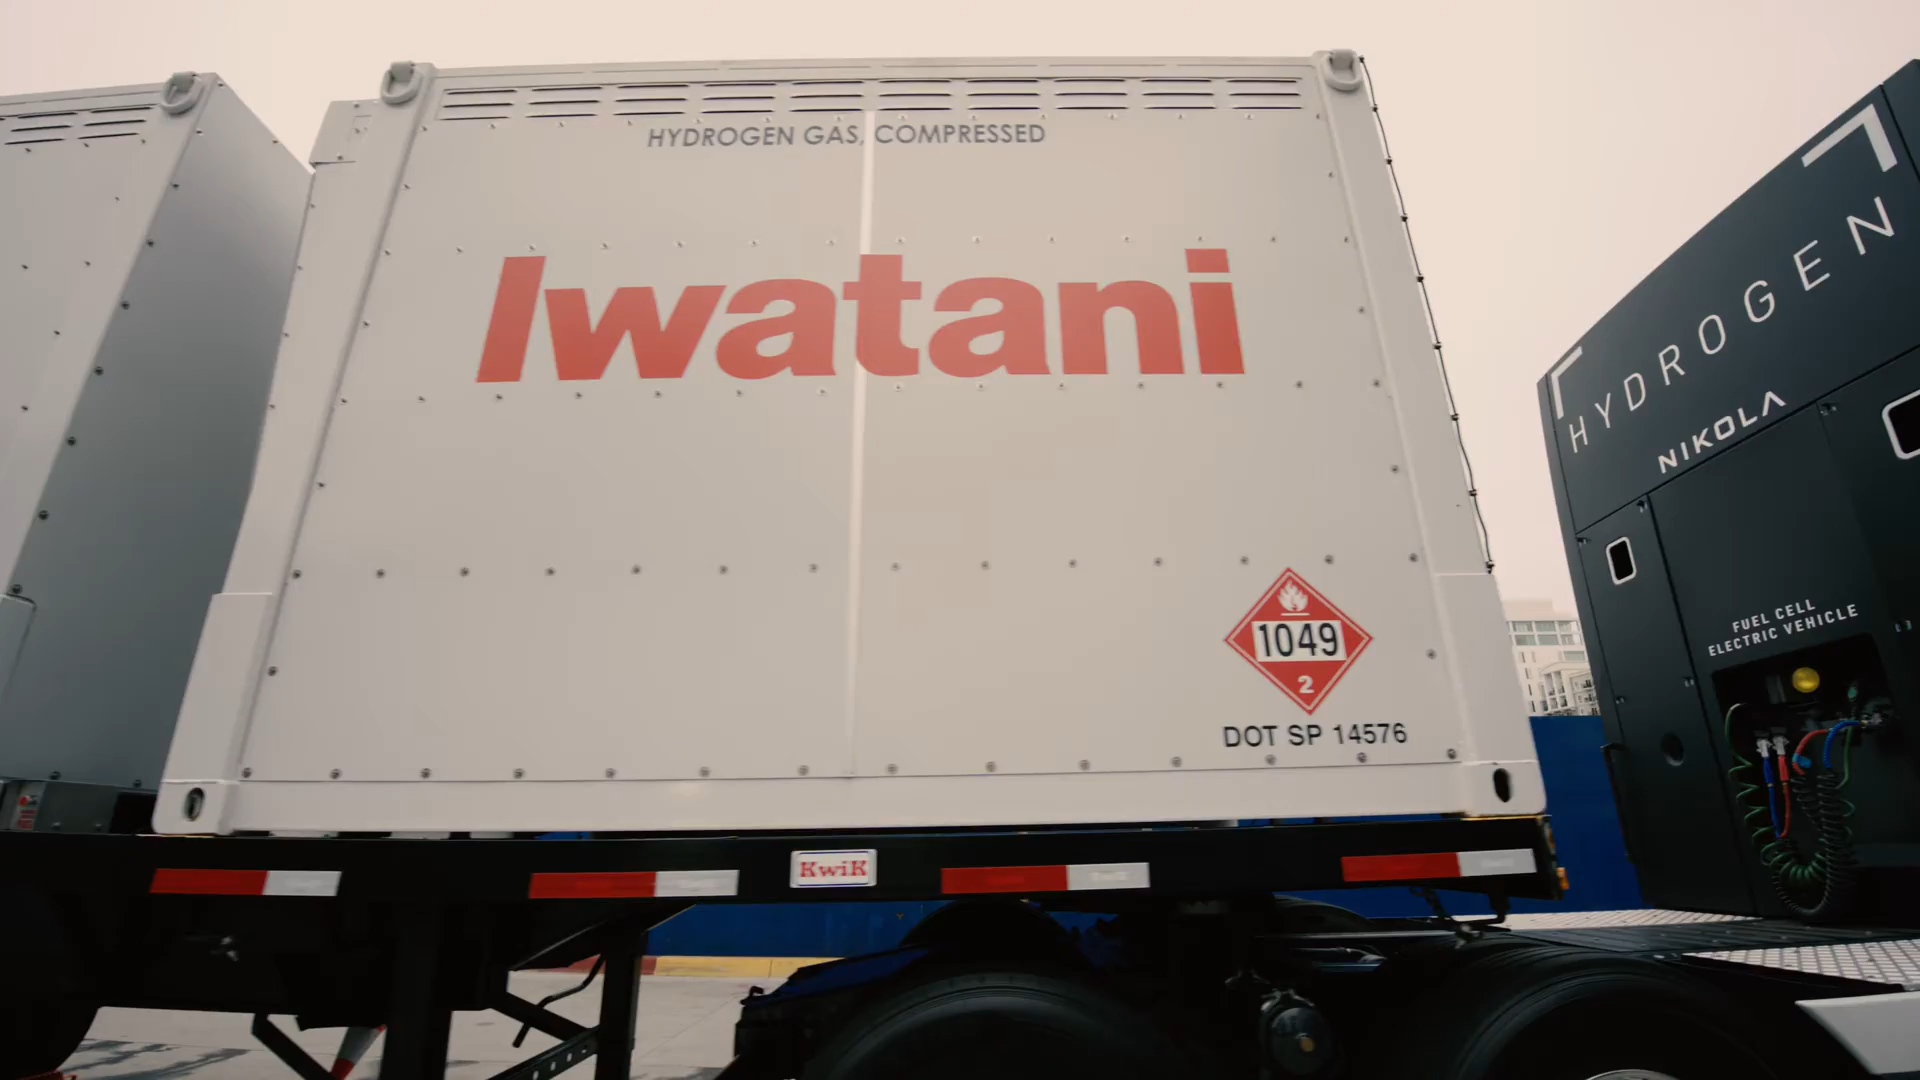 HYDROGEN GAS, COMPRESSED
Iwatani
1049
2
DOT SP 14576
KwiK
HYDROGEN
NIKOLA
FUEL CELL
ELECTRIC VEHICLE